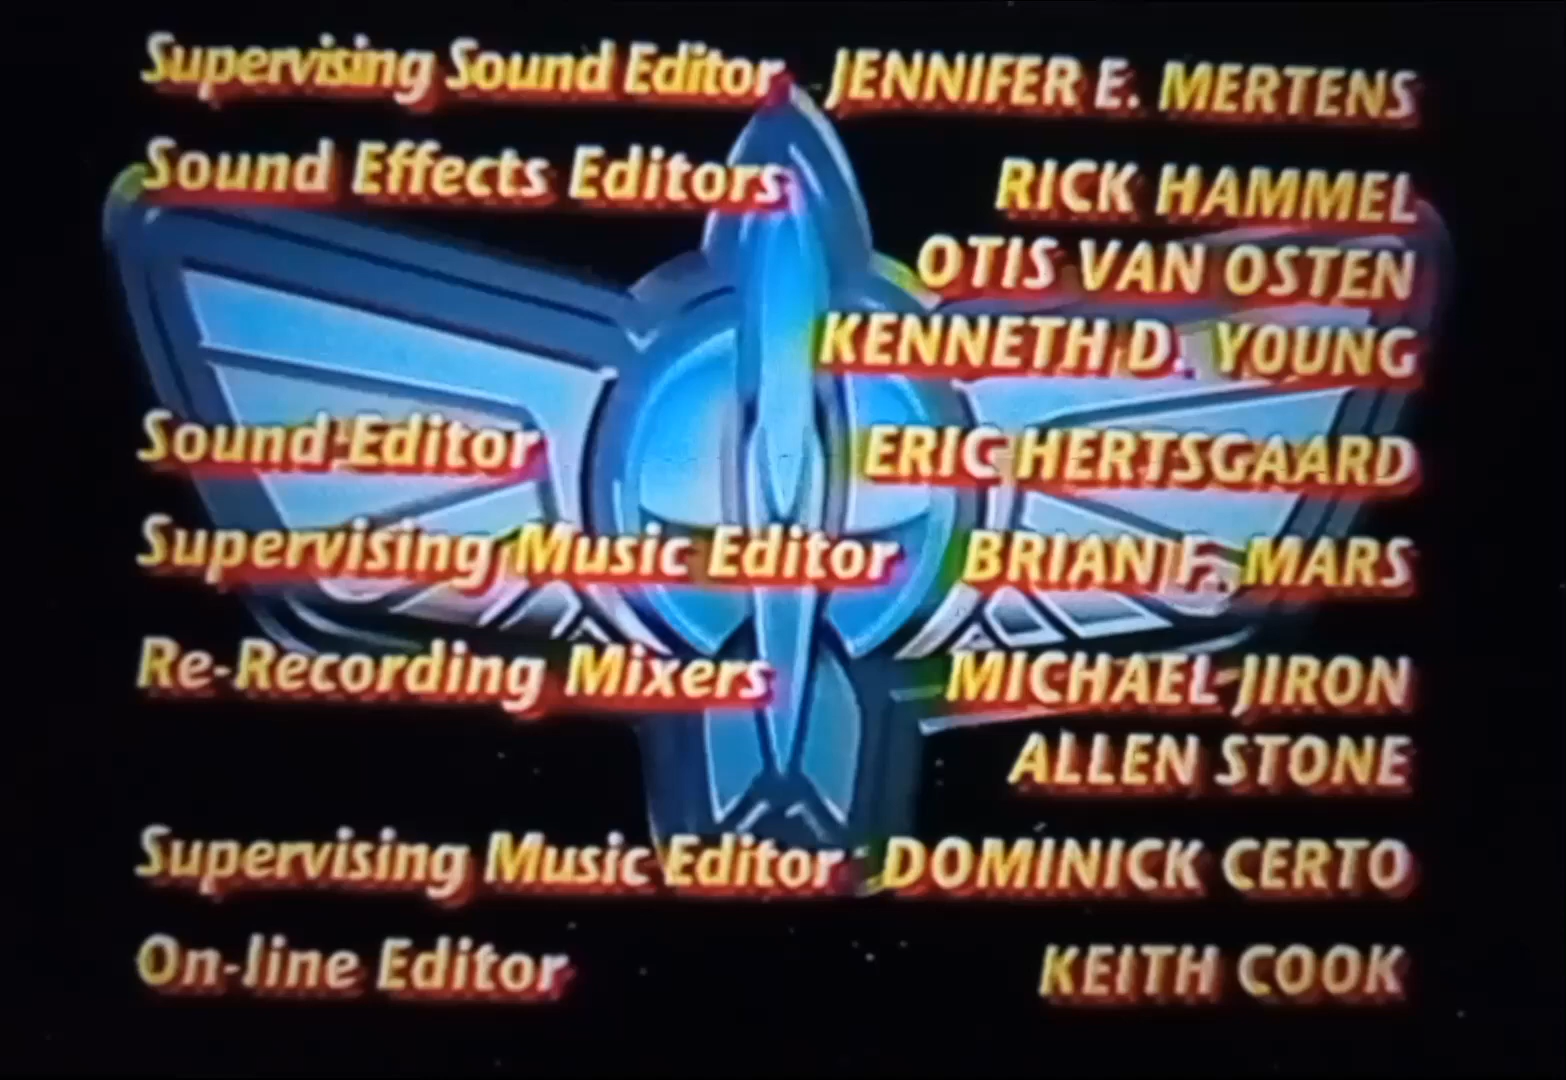 Supervising Sound Editor JENNIFER E. MERTENS
Sound Effects Editors RICK HAMMEL
OTIS VAN OSTEN
KENNETH D. YOUNG
Sound Editor ERIC HERTSGAARD
Supervising Music Editor BRIAN F. MARS
Re-Recording Mixers MICHAEL JIRON
ALLEN STONE
Supervising Music Editor DOMINICK CERTO
On-line Editor KEITH COOK